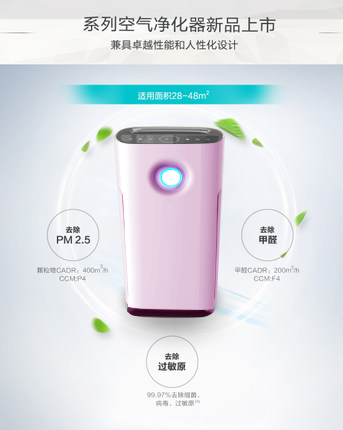 系列空气净化器新品上市
兼具卓越性能和人性化设计
适用面积28-48m²
去除
PM 2.5
颗粒物CADR：400m³/h
CCM:P4
去除
甲醛
甲醛CADR：200m³/h
CCM:F4
去除
过敏原
99.97%去除细菌，
病毒，过敏原